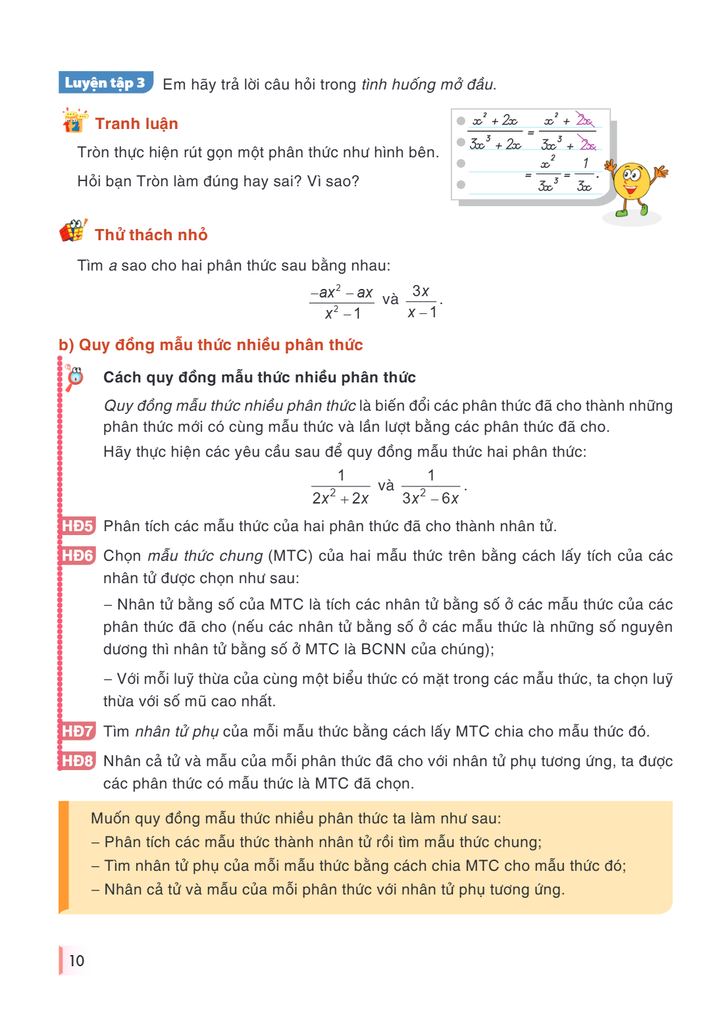 Luyện tập 3 Em hãy trả lời câu hỏi trong tình huống mở đầu.
Tranh luận
Tròn thực hiện rút gọn một phân thức như hình bên.
Hỏi bạn Tròn làm đúng hay sai? Vì sao?
(x² + 2x)/(3x³ + 2x) = (x² + 2x)/(3x³ + 2x)
= x²/3x³ = 1/3x.
Thử thách nhỏ
Tìm a sao cho hai phân thức sau bằng nhau:
(−ax² − ax)/(x² − 1) và 3x/(x − 1).
b) Quy đồng mẫu thức nhiều phân thức
Cách quy đồng mẫu thức nhiều phân thức
Quy đồng mẫu thức nhiều phân thức là biến đổi các phân thức đã cho thành những
phân thức mới có cùng mẫu thức và lần lượt bằng các phân thức đã cho.
Hãy thực hiện các yêu cầu sau để quy đồng mẫu thức hai phân thức:
1/(2x² + 2x) và 1/(3x² − 6x).
HĐ5 Phân tích các mẫu thức của hai phân thức đã cho thành nhân tử.
HĐ6 Chọn mẫu thức chung (MTC) của hai mẫu thức trên bằng cách lấy tích của các
nhân tử được chọn như sau:
− Nhân tử bằng số của MTC là tích các nhân tử bằng số ở các mẫu thức của các
phân thức đã cho (nếu các nhân tử bằng số ở các mẫu thức là những số nguyên
dương thì nhân tử bằng số ở MTC là BCNN của chúng);
− Với mỗi luỹ thừa của cùng một biểu thức có mặt trong các mẫu thức, ta chọn luỹ
thừa với số mũ cao nhất.
HĐ7 Tìm nhân tử phụ của mỗi mẫu thức bằng cách lấy MTC chia cho mẫu thức đó.
HĐ8 Nhân cả tử và mẫu của mỗi phân thức đã cho với nhân tử phụ tương ứng, ta được
các phân thức có mẫu thức là MTC đã chọn.
Muốn quy đồng mẫu thức nhiều phân thức ta làm như sau:
− Phân tích các mẫu thức thành nhân tử rồi tìm mẫu thức chung;
− Tìm nhân tử phụ của mỗi mẫu thức bằng cách chia MTC cho mẫu thức đó;
− Nhân cả tử và mẫu của mỗi phân thức với nhân tử phụ tương ứng.
10